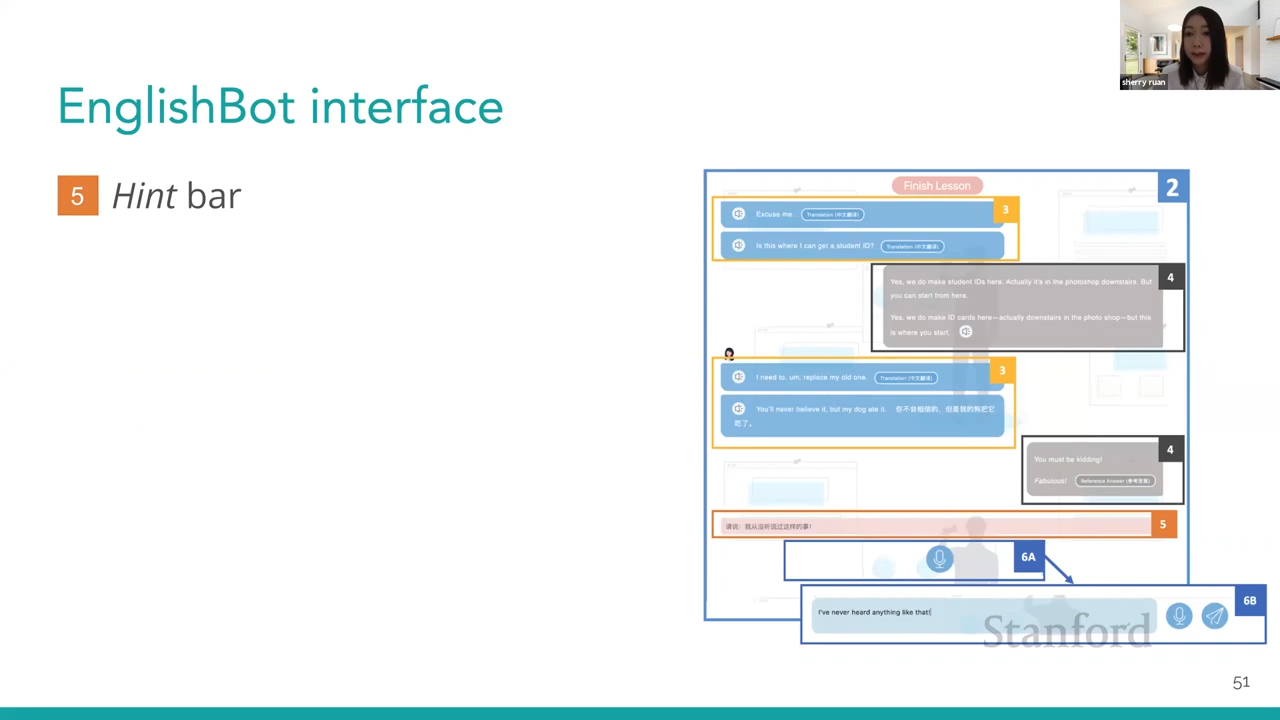 sherry ruan
EnglishBot interface
5 Hint bar
2
Finish Lesson
3
Excuse me. Translation (中文翻译)
Is this where I can get a student ID? Translation (中文翻译)
4
Yes, we do make student IDs here. Actually it's in the photoshop downstairs. But
you can start from here.
Yes, we do make ID cards here—actually downstairs in the photo shop—but this
is where you start.
3
I need to, um, replace my old one. Translation (中文翻译)
You'll never believe it, but my dog ate it. 你不会相信的，但是我的狗把它
吃了。
4
You must be kidding!
Fabulous! Reference Answer (参考答案)
请说：我从没听说过这样的事！
5
6A
6B
I've never heard anything like that!
Stanford
51